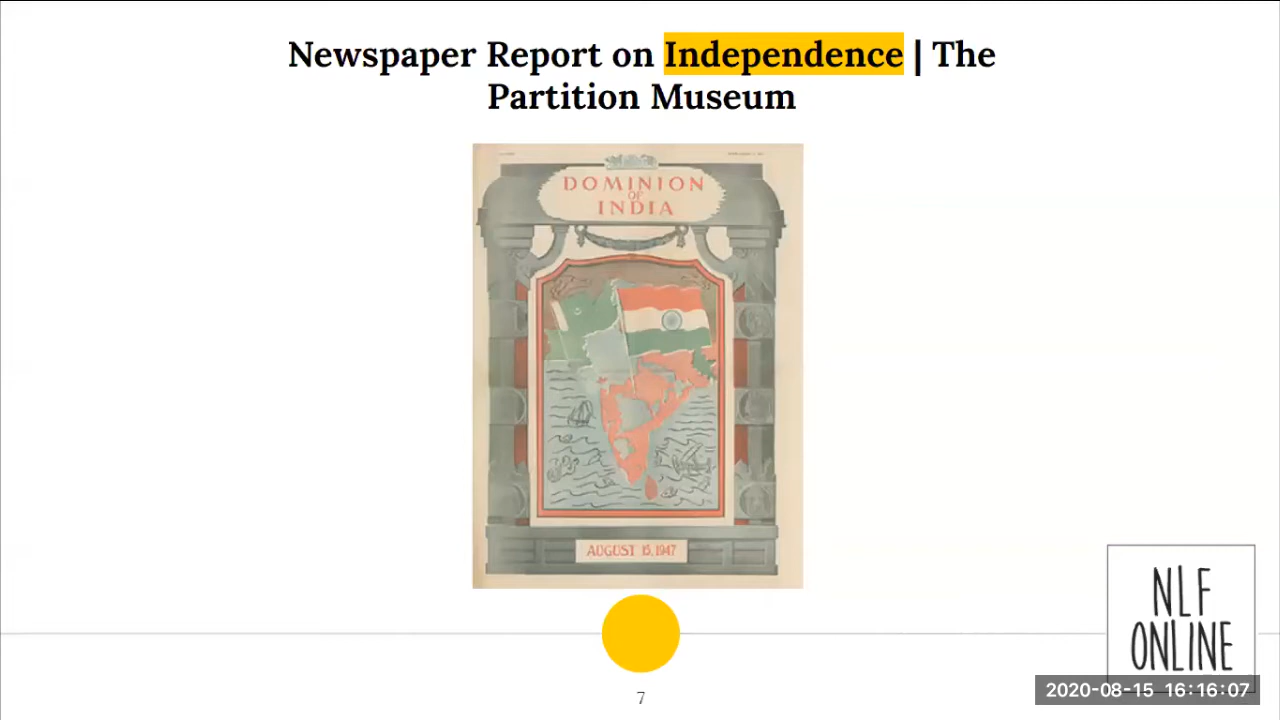 Newspaper Report on Independence | The
Partition Museum
DOMINION
OF
INDIA
AUGUST 15, 1947
NLF
ONLINE
2020-08-15 16:16:07
7